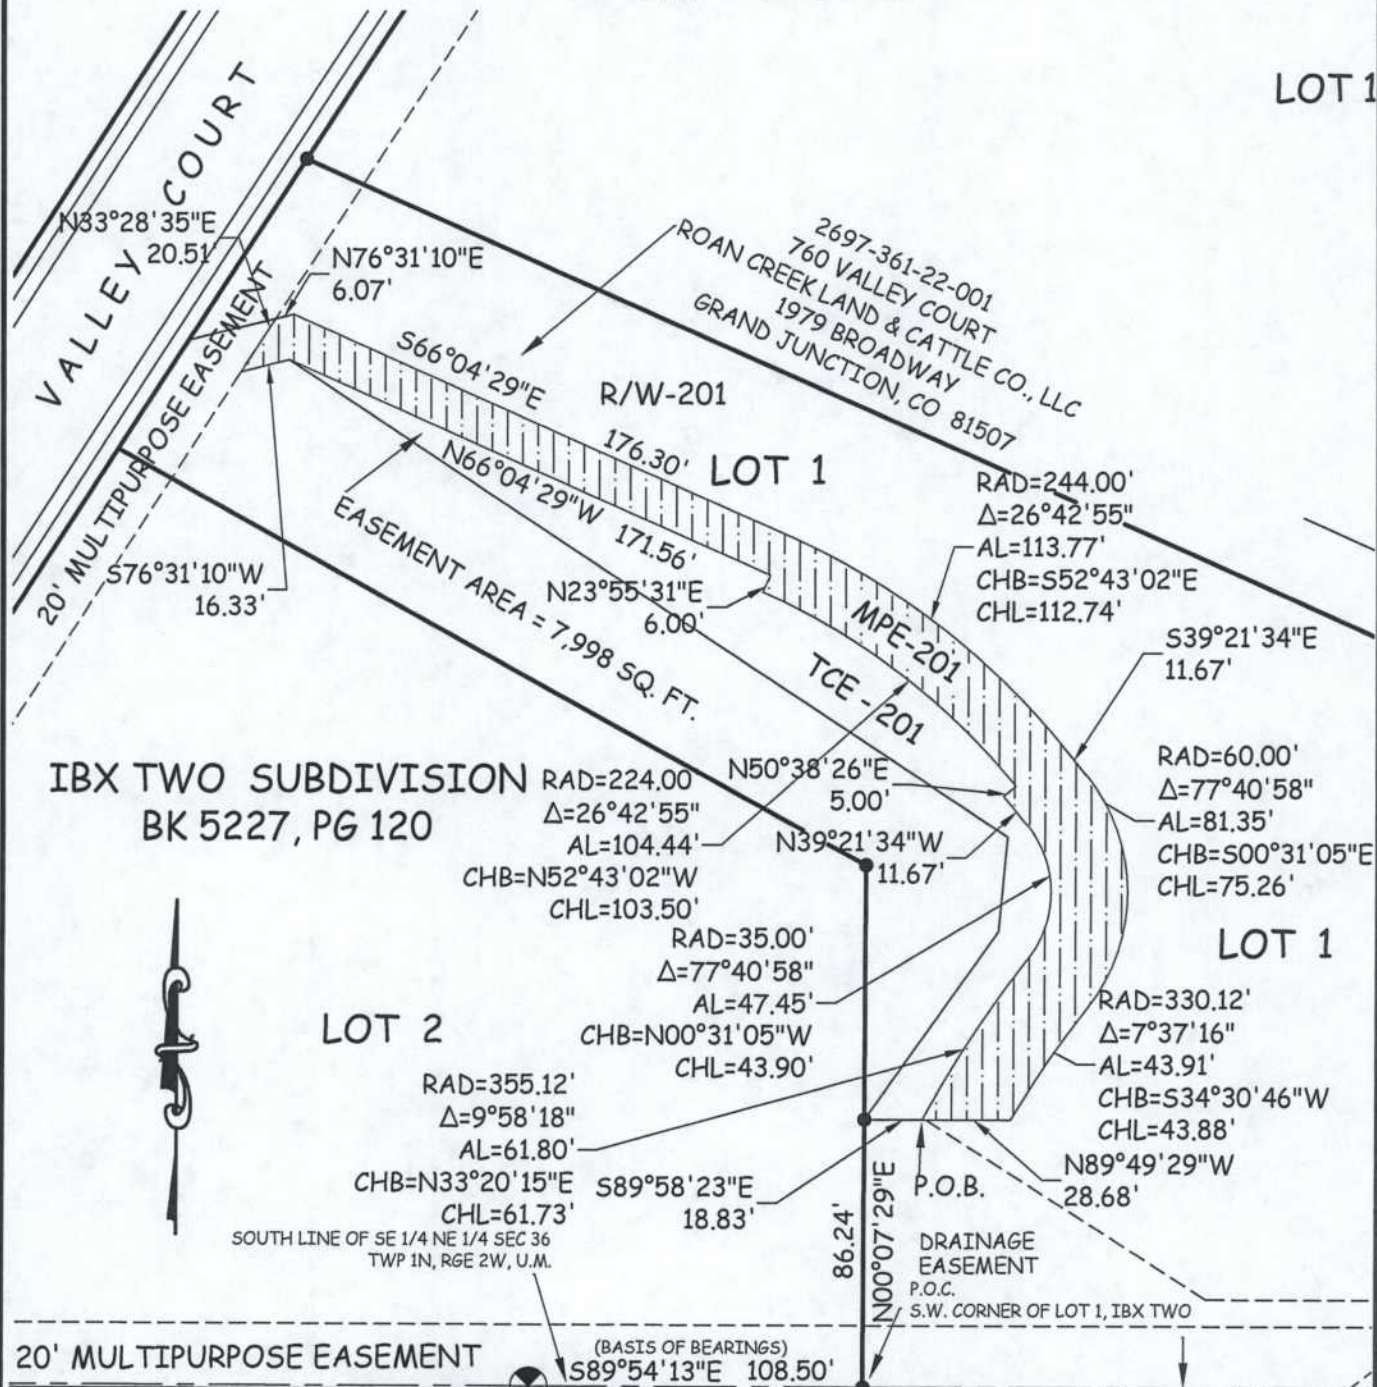 LOT 1
VALLEY COURT
N33°28'35"E
20.51'
N76°31'10"E
6.07'
20' MULTIPURPOSE EASEMENT
2697-361-22-001
760 VALLEY COURT
ROAN CREEK LAND & CATTLE CO., LLC
1979 BROADWAY
GRAND JUNCTION, CO 81507
S66°04'29"E
176.30'
R/W-201
LOT 1
N66°04'29"W 171.56'
EASEMENT AREA = 7,998 SQ. FT.
S76°31'10"W
16.33'
N23°55'31"E
6.00'
RAD=244.00'
Δ=26°42'55"
AL=113.77'
CHB=S52°43'02"E
CHL=112.74'
MPE-201
TCE - 201
S39°21'34"E
11.67'
IBX TWO SUBDIVISION
BK 5227, PG 120
RAD=224.00
Δ=26°42'55"
AL=104.44'
CHB=N52°43'02"W
CHL=103.50'
N50°38'26"E
5.00'
N39°21'34"W
11.67'
RAD=60.00'
Δ=77°40'58"
AL=81.35'
CHB=S00°31'05"E
CHL=75.26'
LOT 1
RAD=35.00'
Δ=77°40'58"
AL=47.45'
CHB=N00°31'05"W
CHL=43.90'
LOT 2
RAD=330.12'
Δ=7°37'16"
AL=43.91'
CHB=S34°30'46"W
CHL=43.88'
RAD=355.12'
Δ=9°58'18"
AL=61.80'
CHB=N33°20'15"E
CHL=61.73'
S89°58'23"E
18.83'
P.O.B.
N89°49'29"W
28.68'
86.24'
N00°07'29"E
SOUTH LINE OF SE 1/4 NE 1/4 SEC 36
TWP 1N, RGE 2W, U.M.
DRAINAGE
EASEMENT
P.O.C.
S.W. CORNER OF LOT 1, IBX TWO
20' MULTIPURPOSE EASEMENT
(BASIS OF BEARINGS)
S89°54'13"E 108.50'